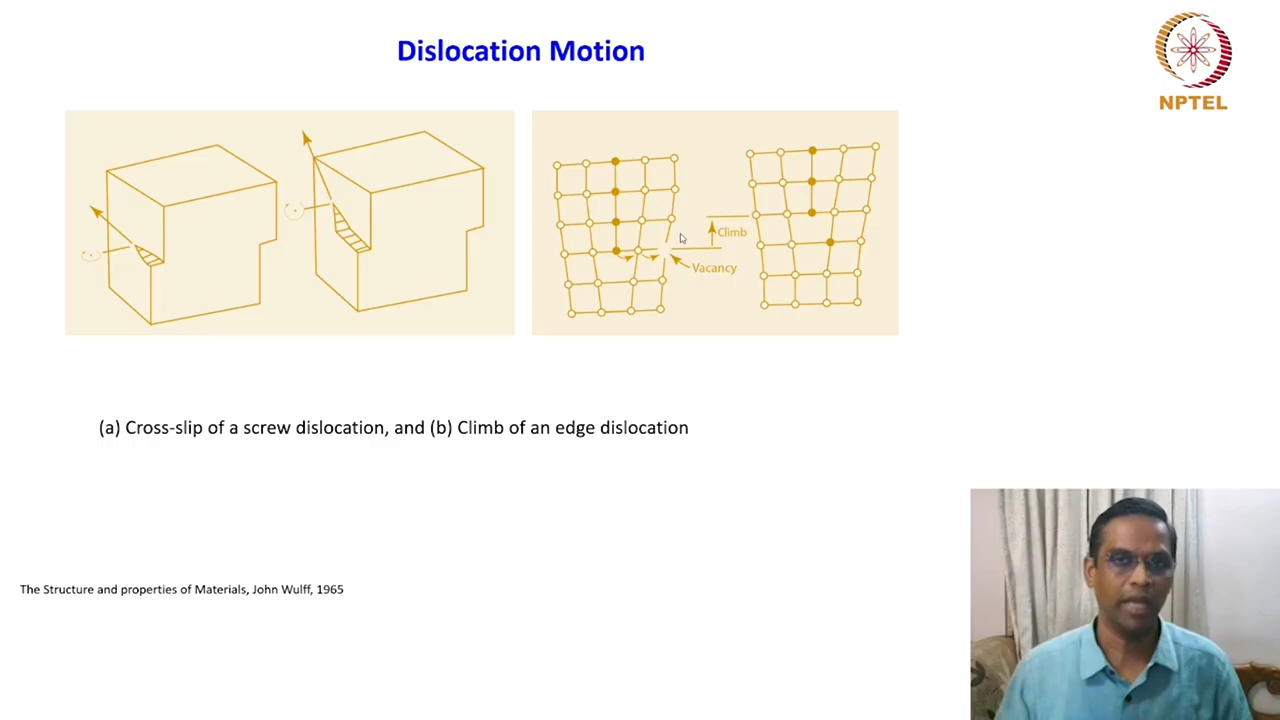 Dislocation Motion
NPTEL
Climb
Vacancy
(a) Cross-slip of a screw dislocation, and (b) Climb of an edge dislocation
The Structure and properties of Materials, John Wulff, 1965